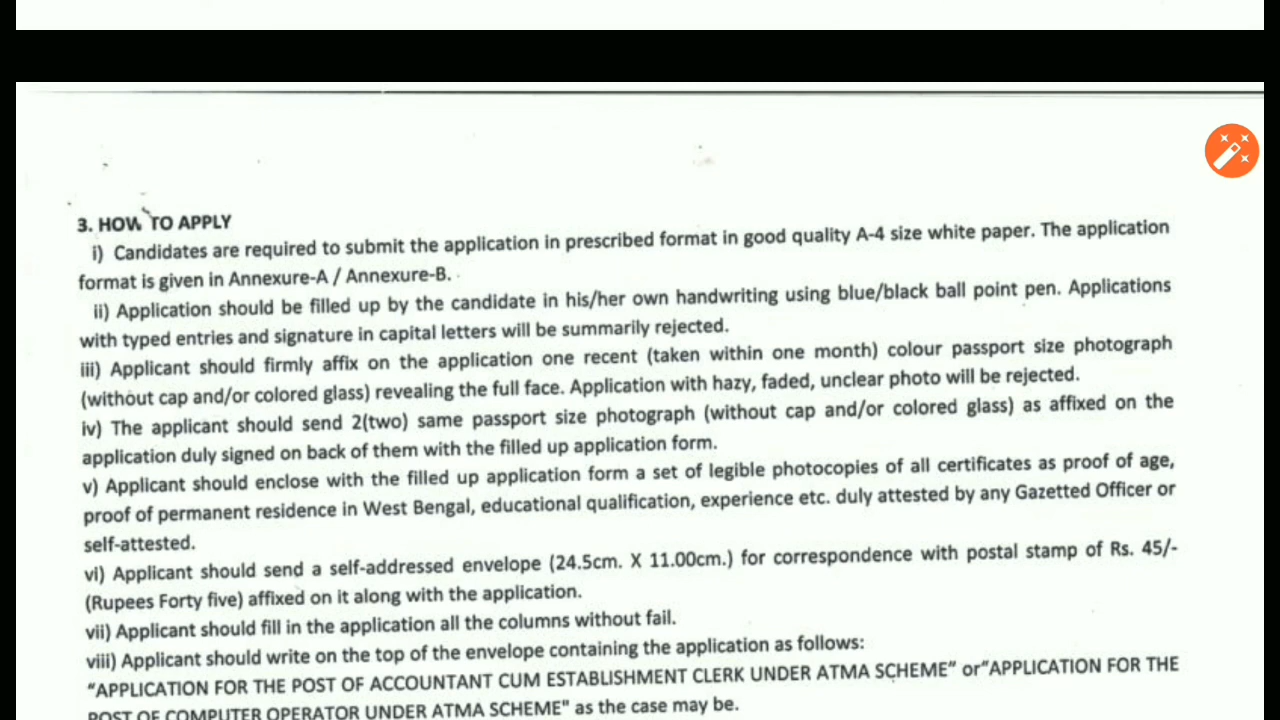 3. HOW TO APPLY
i) Candidates are required to submit the application in prescribed format in good quality A-4 size white paper. The application
format is given in Annexure-A / Annexure-B.
ii) Application should be filled up by the candidate in his/her own handwriting using blue/black ball point pen. Applications
with typed entries and signature in capital letters will be summarily rejected.
iii) Applicant should firmly affix on the application one recent (taken within one month) colour passport size photograph
(without cap and/or colored glass) revealing the full face. Application with hazy, faded, unclear photo will be rejected.
iv) The applicant should send 2(two) same passport size photograph (without cap and/or colored glass) as affixed on the
application duly signed on back of them with the filled up application form.
v) Applicant should enclose with the filled up application form a set of legible photocopies of all certificates as proof of age,
proof of permanent residence in West Bengal, educational qualification, experience etc. duly attested by any Gazetted Officer or
self-attested.
vi) Applicant should send a self-addressed envelope (24.5cm. X 11.00cm.) for correspondence with postal stamp of Rs. 45/-
(Rupees Forty five) affixed on it along with the application.
vii) Applicant should fill in the application all the columns without fail.
viii) Applicant should write on the top of the envelope containing the application as follows:
"APPLICATION FOR THE POST OF ACCOUNTANT CUM ESTABLISHMENT CLERK UNDER ATMA SCHEME" or"APPLICATION FOR THE
POST OF COMPUTER OPERATOR UNDER ATMA SCHEME" as the case may be.